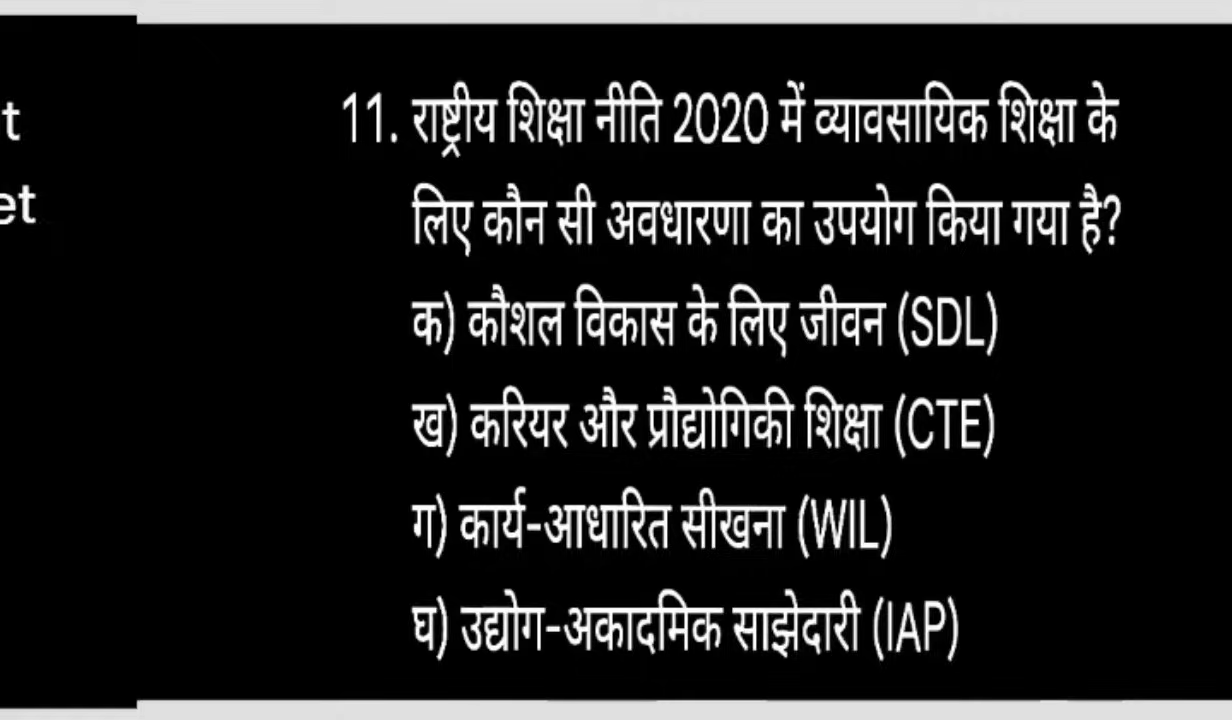 t
et
11. राष्ट्रीय शिक्षा नीति 2020 में व्यावसायिक शिक्षा के
लिए कौन सी अवधारणा का उपयोग किया गया है?
क) कौशल विकास के लिए जीवन (SDL)
ख) करियर और प्रौद्योगिकी शिक्षा (CTE)
ग) कार्य-आधारित सीखना (WIL)
घ) उद्योग-अकादमिक साझेदारी (IAP)